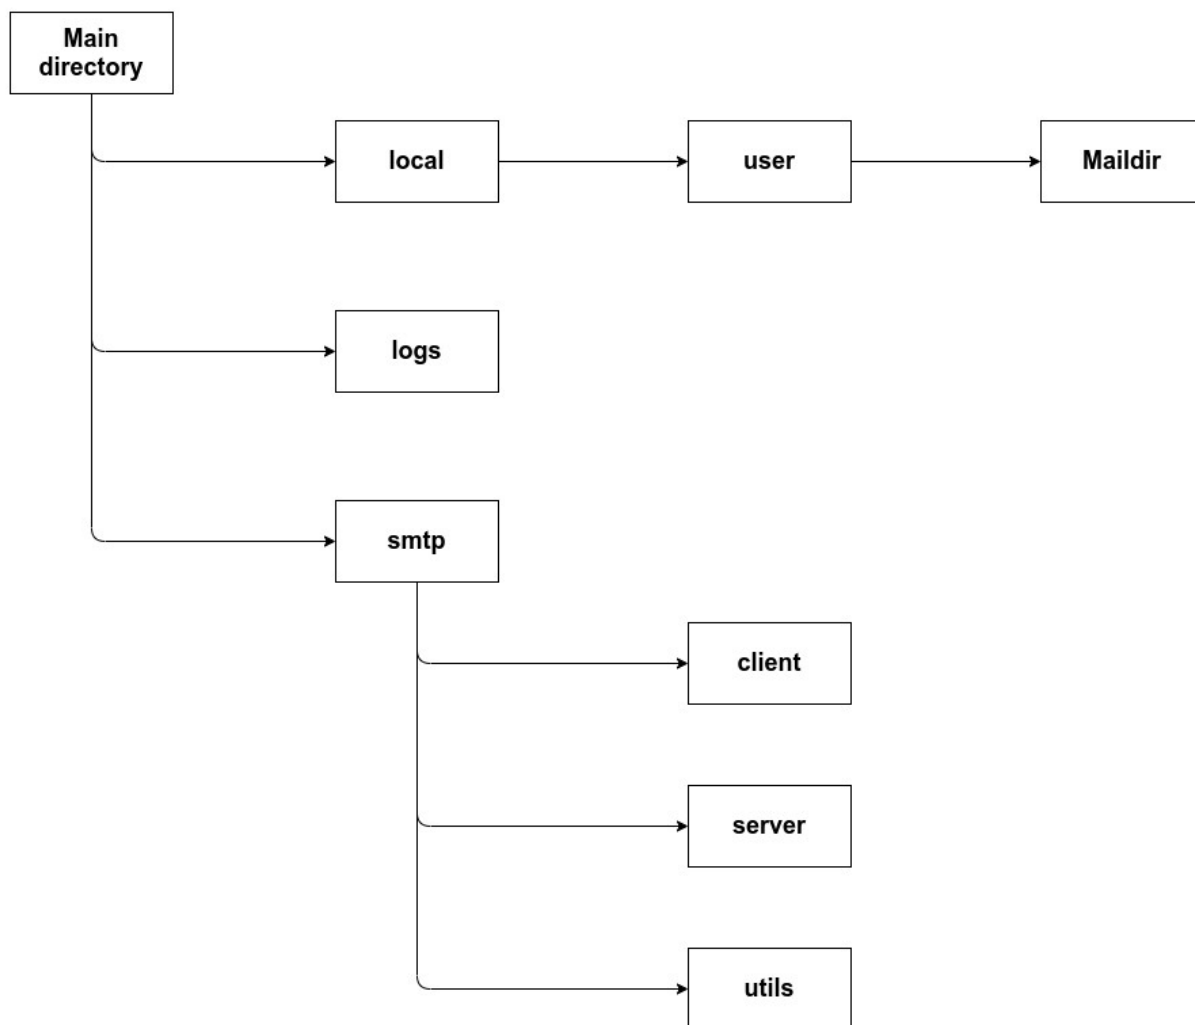 Main
directory
local
user
Maildir
logs
smtp
client
server
utils